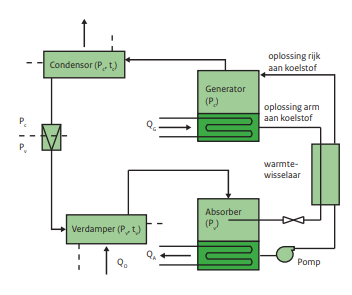 Condensor (Pc, tc)
oplossing rijk
aan koelstof
Generator
(Pc)
oplossing arm
aan koelstof
QG
Pc
Pv
warmte-
wisselaar
Absorber
(Pv)
Verdamper (Pv, tv)
QO
QA
Pomp